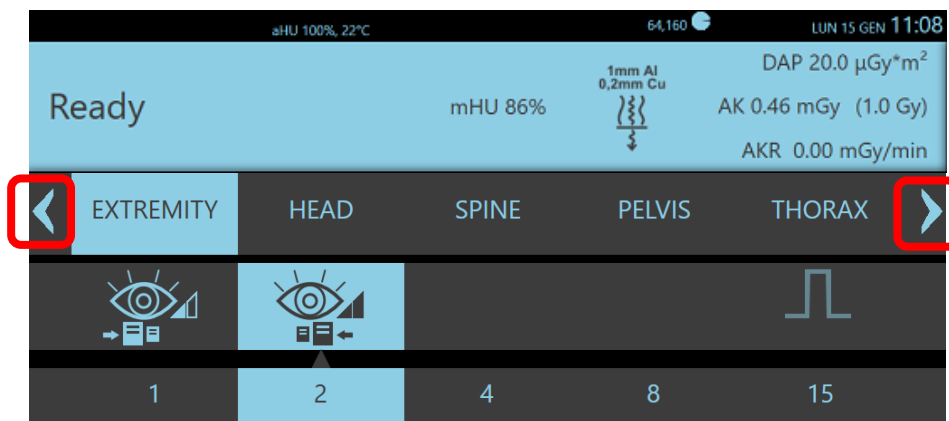 aHU 100%, 22°C 64,160 LUN 15 GEN 11:08
Ready
mHU 86%
1mm Al
0,2mm Cu
DAP 20.0 µGy*m²
AK 0.46 mGy (1.0 Gy)
AKR 0.00 mGy/min
EXTREMITY HEAD SPINE PELVIS THORAX
1 2 4 8 15